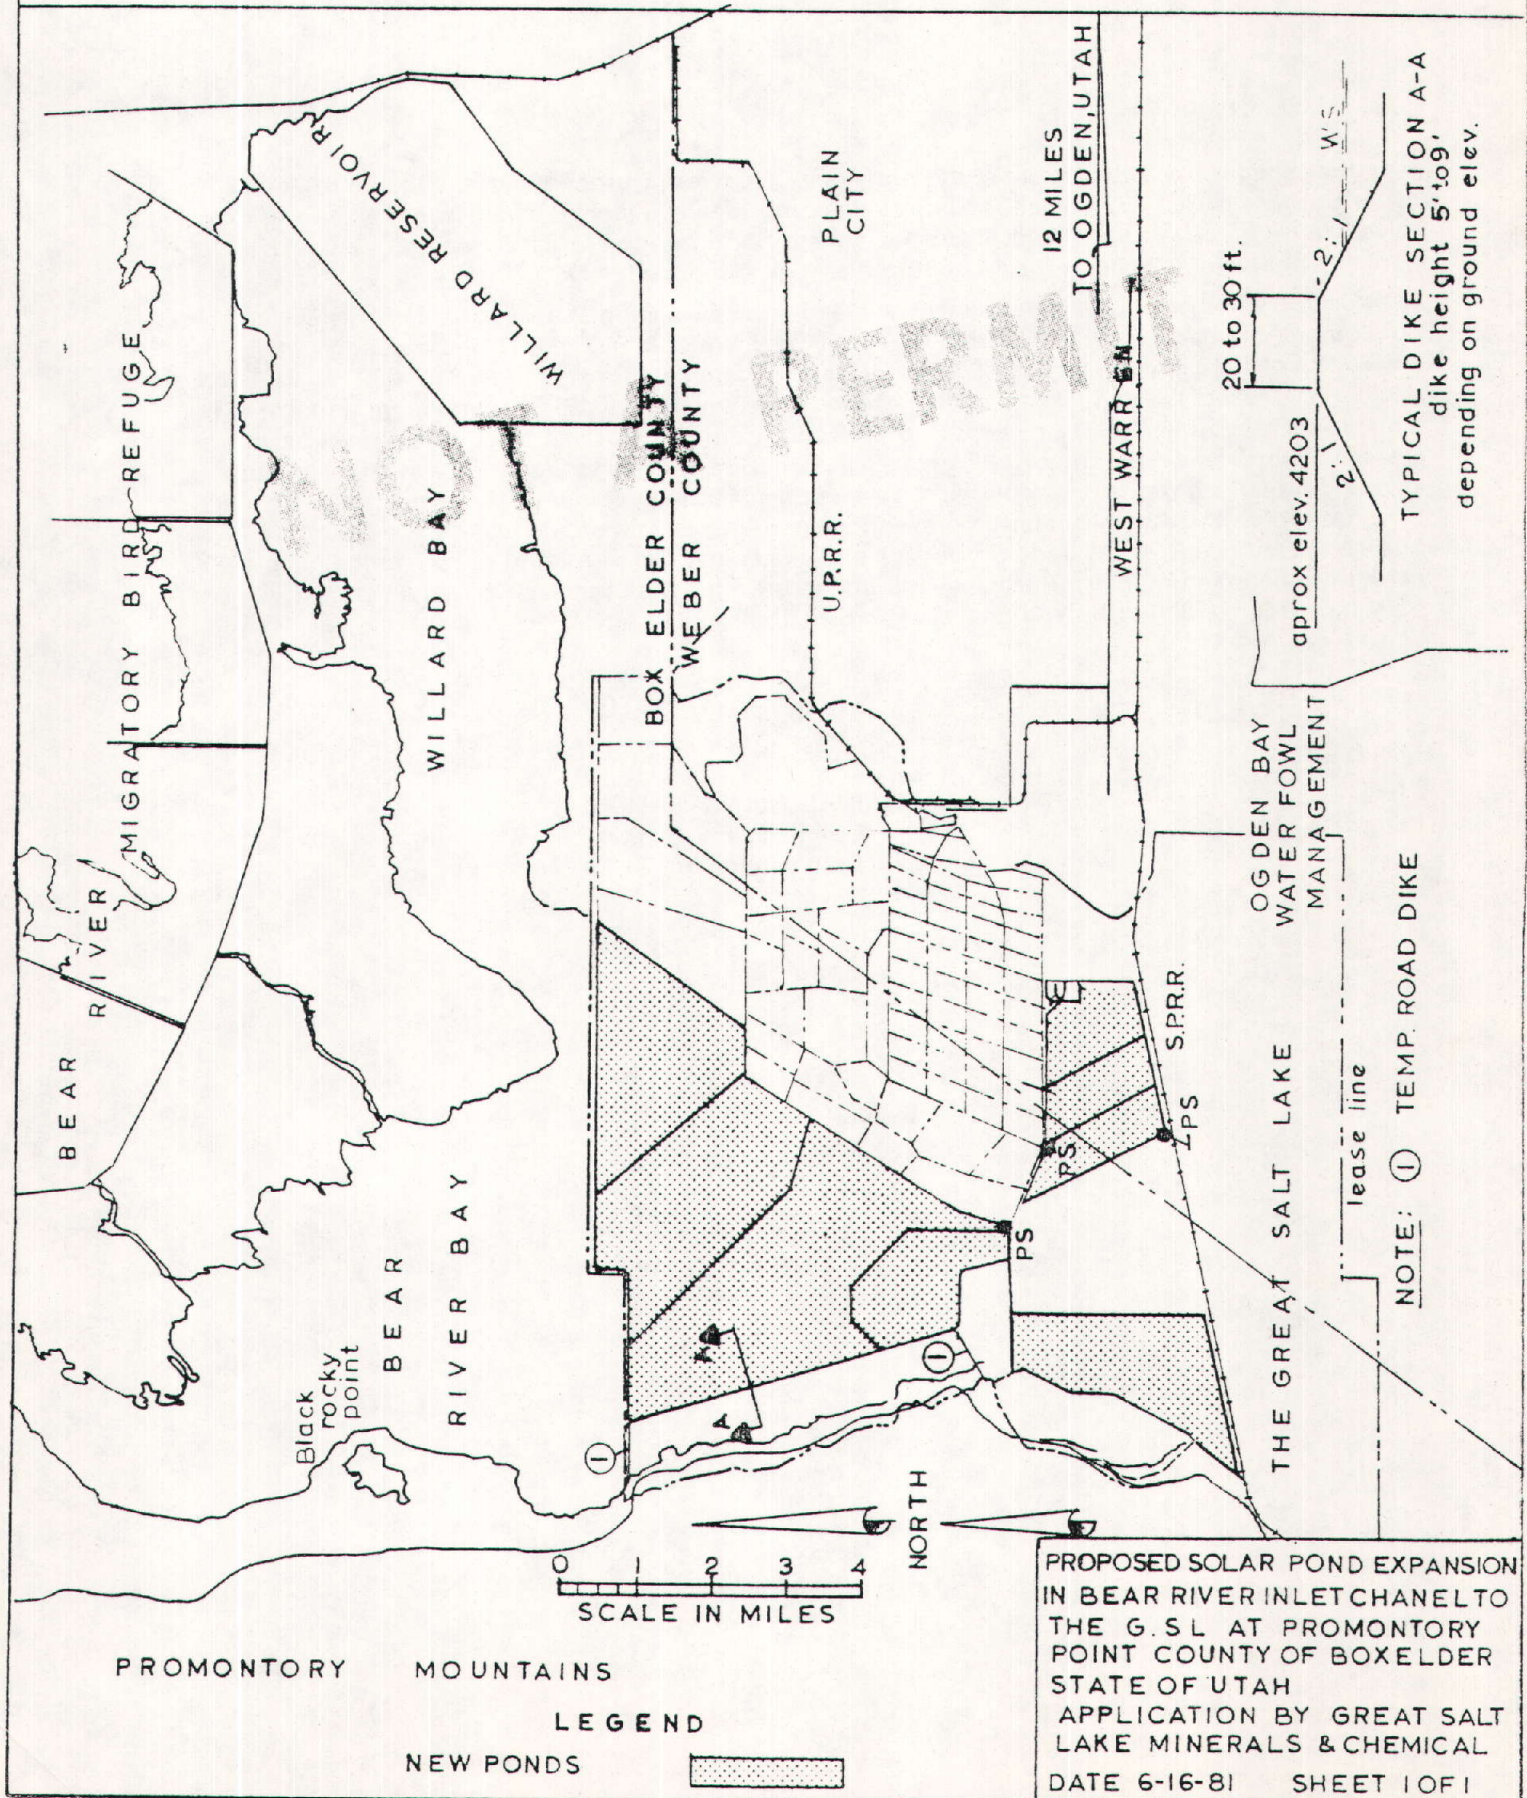 BEAR
RIVER
MIGRATORY BIRD REFUGE
WILLARD RESERVOIR
WILLARD BAY
BEAR
RIVER BAY
Black
rocky
point
BOX ELDER COUNTY
WEBER COUNTY
PLAIN
CITY
U.P.R.R.
12 MILES
TO OGDEN, UTAH
WEST WARREN
NOT A PERMIT
20 to 30 ft.
aprox elev. 4203
2:1
2:1
W.S.
TYPICAL DIKE SECTION A-A
dike height 5' to 9'
depending on ground elev.
OGDEN BAY
WATER FOWL
MANAGEMENT
S.P.R.R.
PS
PS
PS
THE GREAT SALT LAKE
lease line
NOTE: 1 TEMP. ROAD DIKE
A
A
1
1
NORTH
0 1 2 3 4
SCALE IN MILES
PROMONTORY MOUNTAINS
LEGEND
NEW PONDS
PROPOSED SOLAR POND EXPANSION
IN BEAR RIVER INLET CHANEL TO
THE G.S L AT PROMONTORY
POINT COUNTY OF BOXELDER
STATE OF UTAH
APPLICATION BY GREAT SALT
LAKE MINERALS & CHEMICAL
DATE 6-16-81 SHEET 1 OF 1